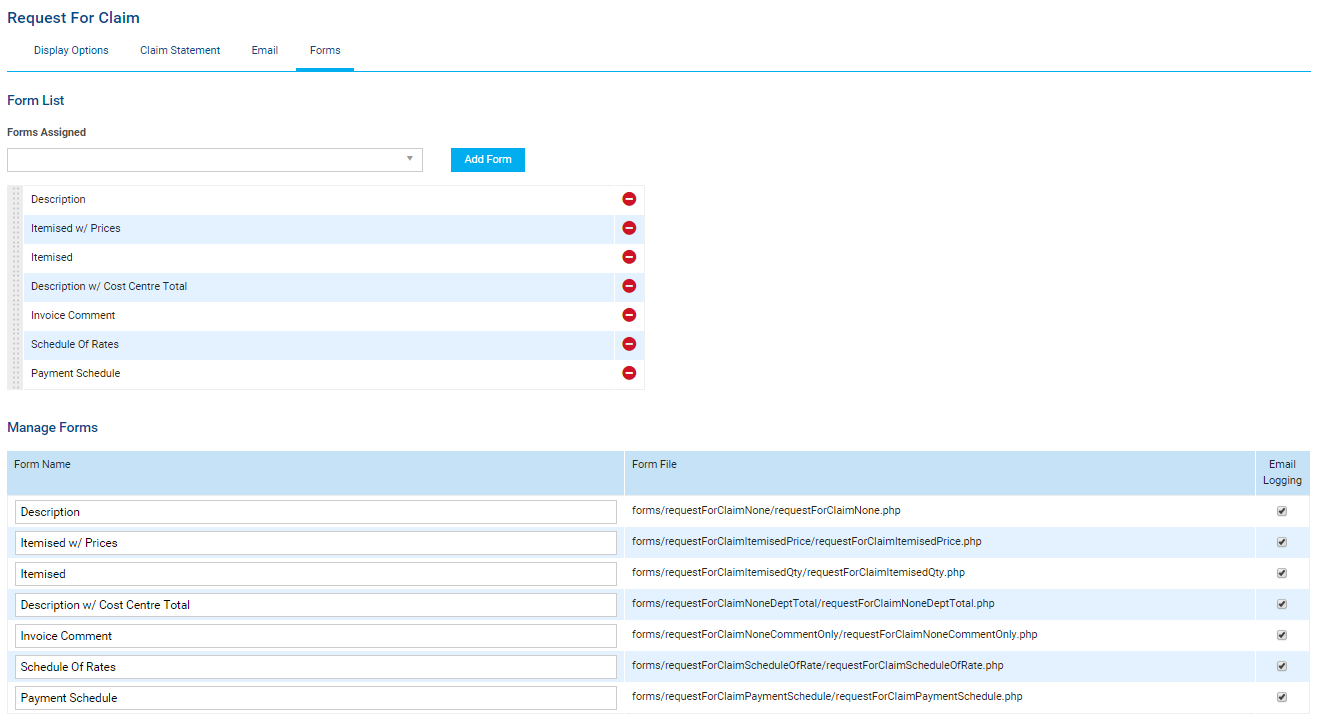 Request For Claim
Display Options Claim Statement Email Forms
Form List
Forms Assigned
Add Form
Description
Itemised w/ Prices
Itemised
Description w/ Cost Centre Total
Invoice Comment
Schedule Of Rates
Payment Schedule
Manage Forms
Form Name Form File Email
Logging
Description forms/requestForClaimNone/requestForClaimNone.php
Itemised w/ Prices forms/requestForClaimItemisedPrice/requestForClaimItemisedPrice.php
Itemised forms/requestForClaimItemisedQty/requestForClaimItemisedQty.php
Description w/ Cost Centre Total forms/requestForClaimNoneDeptTotal/requestForClaimNoneDeptTotal.php
Invoice Comment forms/requestForClaimNoneCommentOnly/requestForClaimNoneCommentOnly.php
Schedule Of Rates forms/requestForClaimScheduleOfRate/requestForClaimScheduleOfRate.php
Payment Schedule forms/requestForClaimPaymentSchedule/requestForClaimPaymentSchedule.php